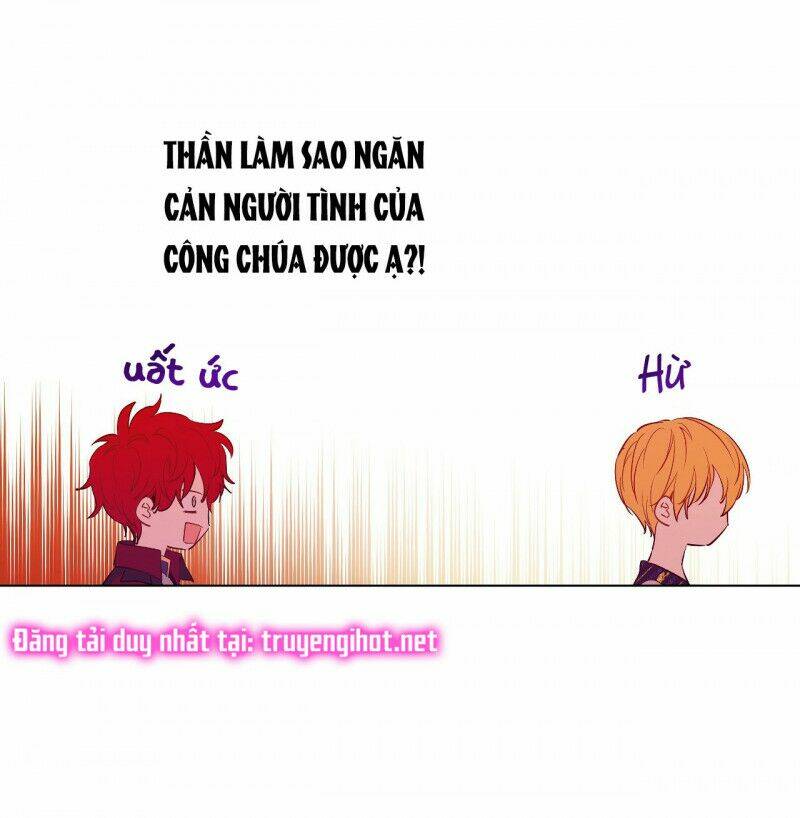 THẦN LÀM SAO NGĂN
CẢN NGƯỜI TÌNH CỦA
CÔNG CHÚA ĐƯỢC Ạ?!
uất ức
Hừ
Đăng tải duy nhất tại: truyengihot.net